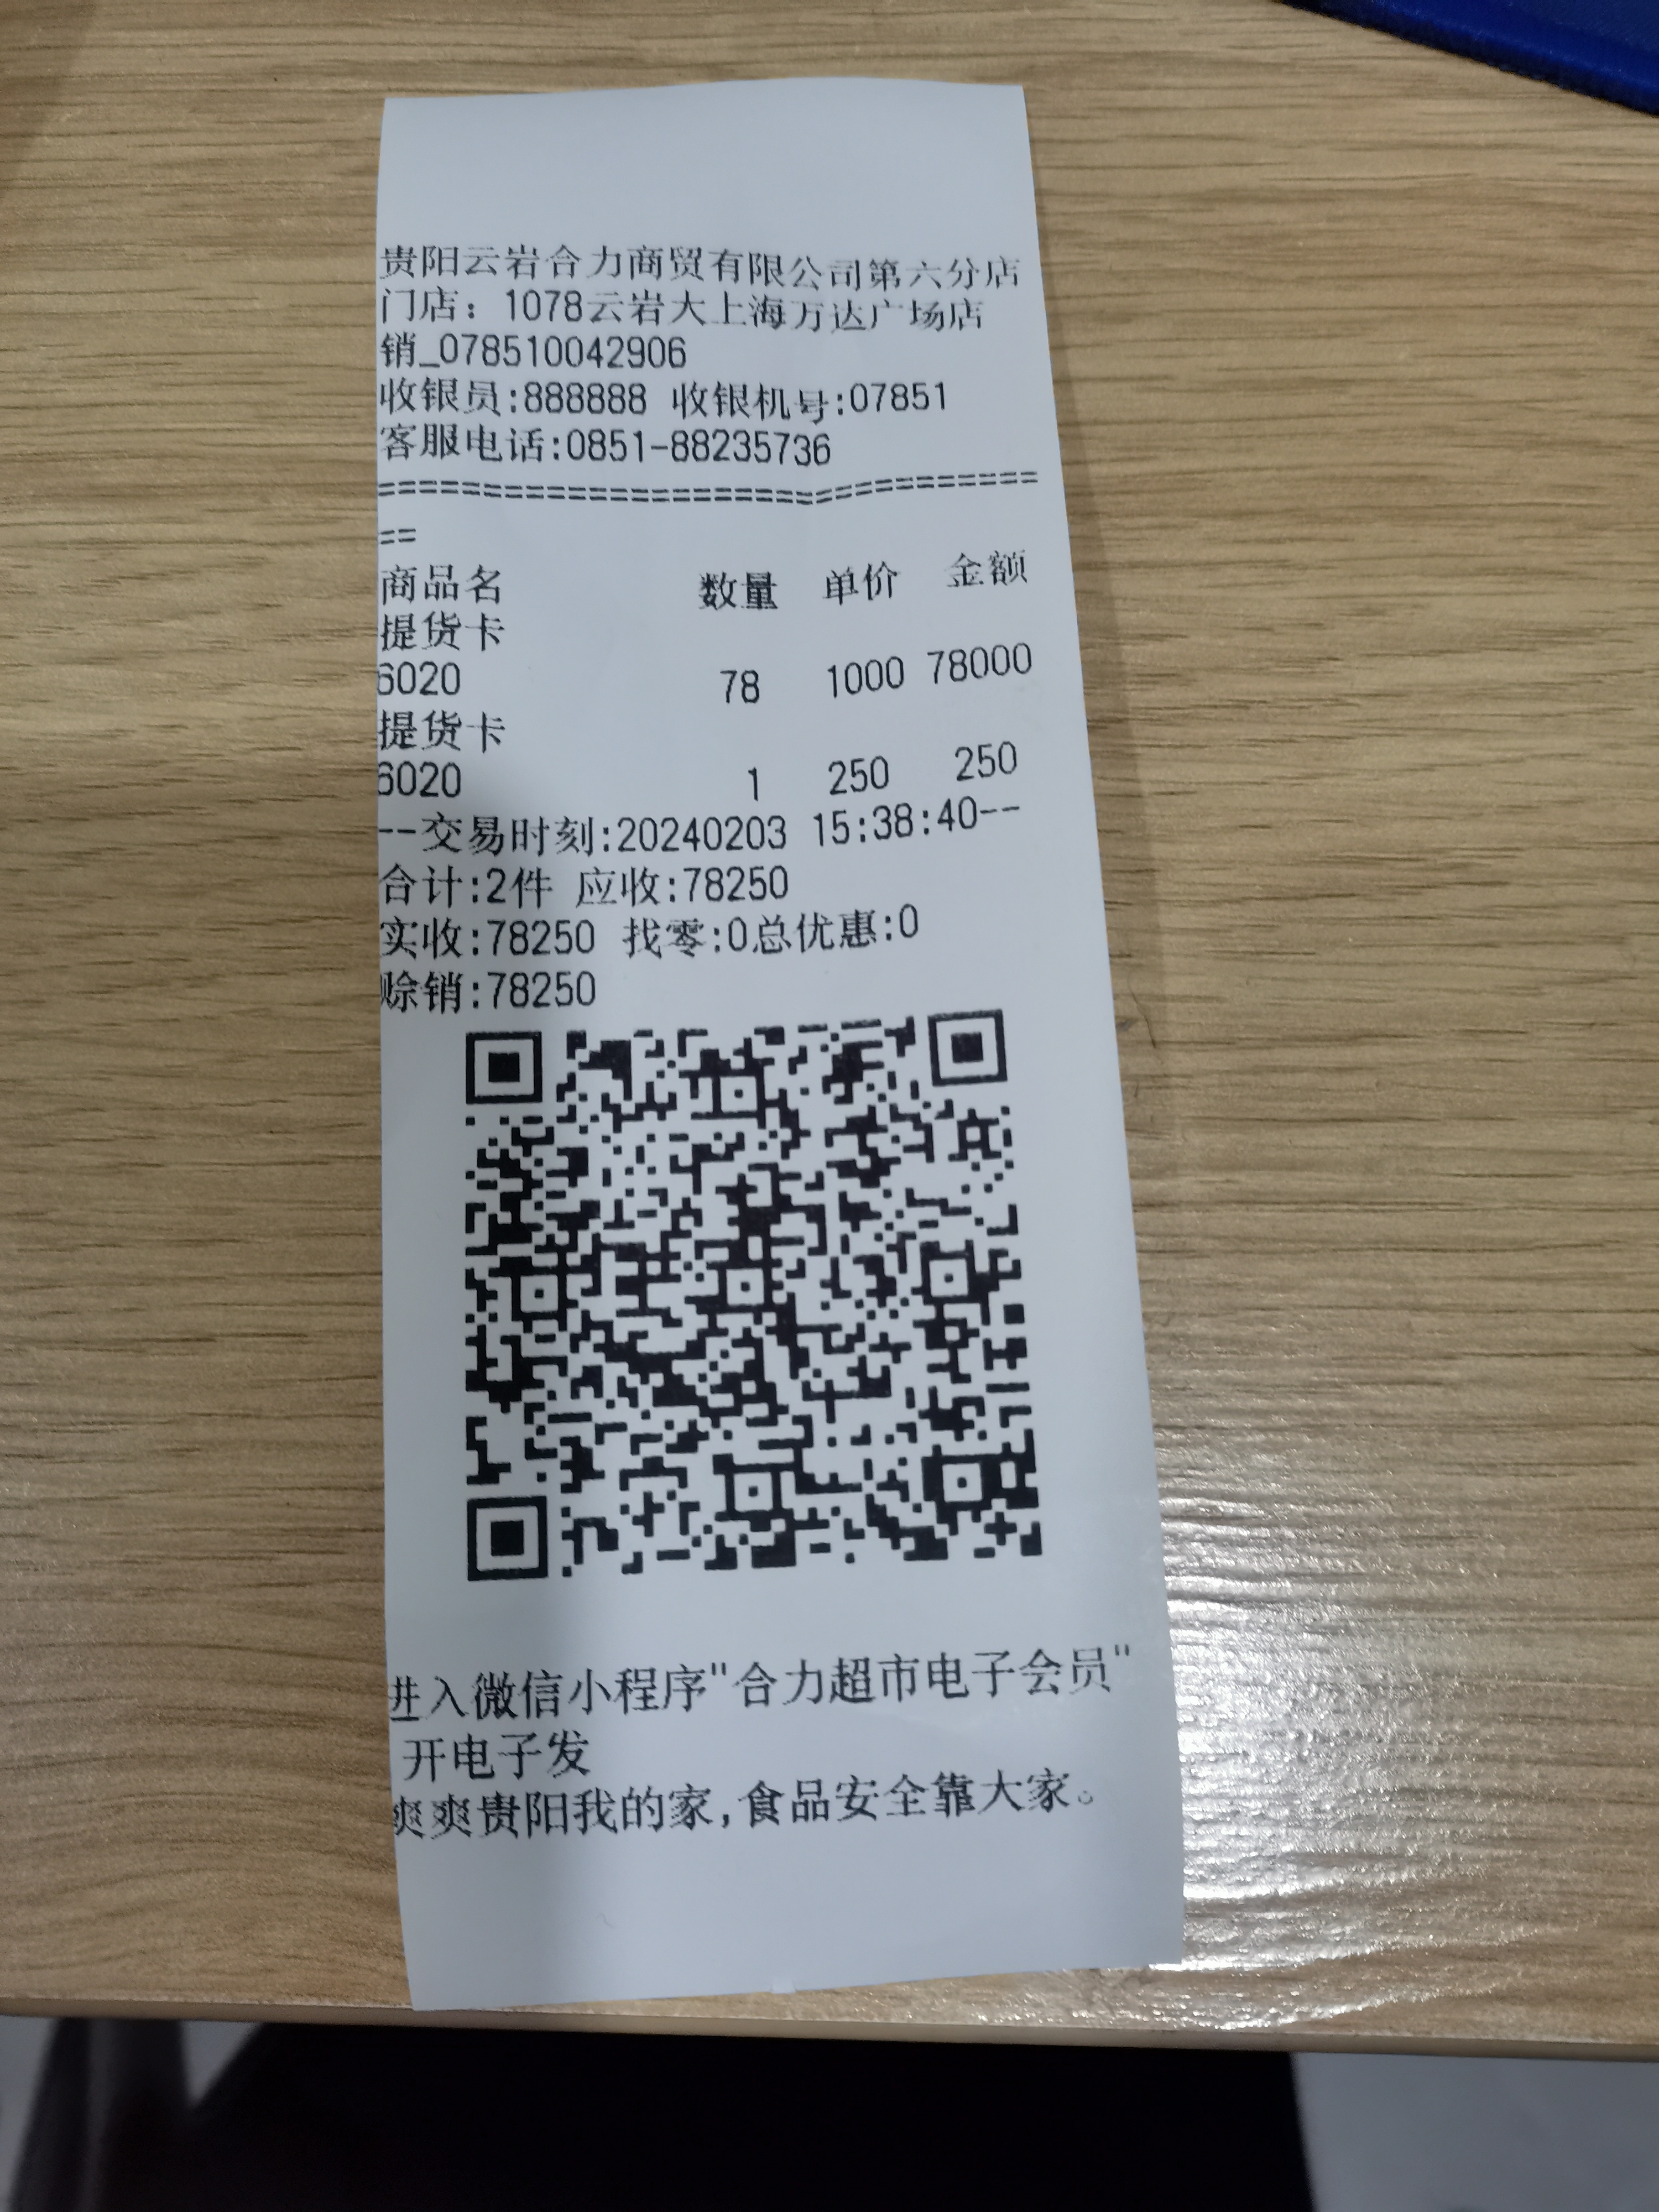 贵阳云岩合力商贸有限公司第六分店
门店：1078云岩大上海万达广场店
销_078510042906
收银员:888888 收银机号:07851
客服电话:0851-88235736
================================
==
商品名 数量 单价 金额
提货卡
6020 78 1000 78000
提货卡
6020 1 250 250
--交易时刻:20240203 15:38:40--
合计:2件 应收:78250
实收:78250 找零:0总优惠:0
赊销:78250
进入微信小程序"合力超市电子会员"
开电子发
爽爽贵阳我的家,食品安全靠大家。